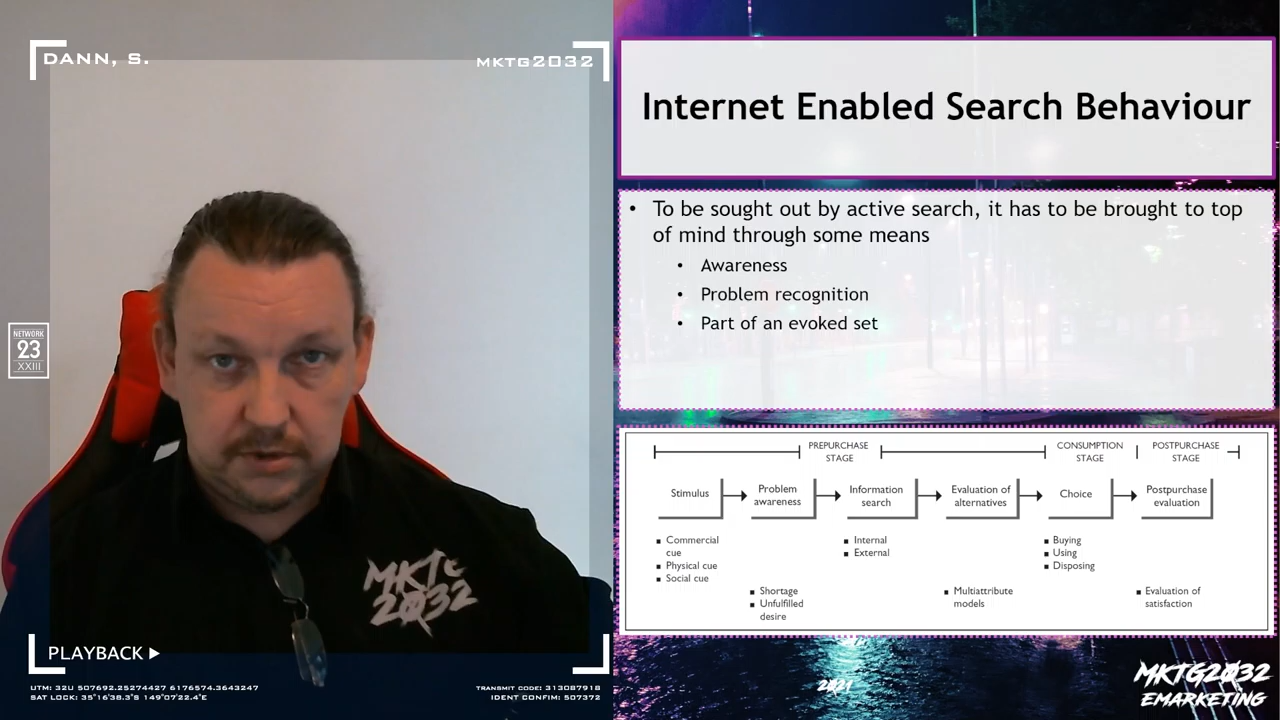 DANN, S.
MKTG2032
NETWORK
23
XXIII
MKTG
2032
PLAYBACK
UTM: 32U 507692.25274427 6176574.3643247
SAT LOCK: 35°16'38.3"S 149°07'22.4"E
TRANSMIT CODE: 313087918
IDENT CONFIM: 507372
Internet Enabled Search Behaviour
• To be sought out by active search, it has to be brought to top
of mind through some means
• Awareness
• Problem recognition
• Part of an evoked set
PREPURCHASE
STAGE
CONSUMPTION
STAGE
POSTPURCHASE
STAGE
Stimulus
Problem
awareness
Information
search
Evaluation of
alternatives
Choice
Postpurchase
evaluation
▪ Commercial
cue
▪ Physical cue
▪ Social cue
▪ Shortage
▪ Unfulfilled
desire
▪ Internal
▪ External
▪ Multiattribute
models
▪ Buying
▪ Using
▪ Disposing
▪ Evaluation of
satisfaction
2021
MKTG2032
EMARKETING